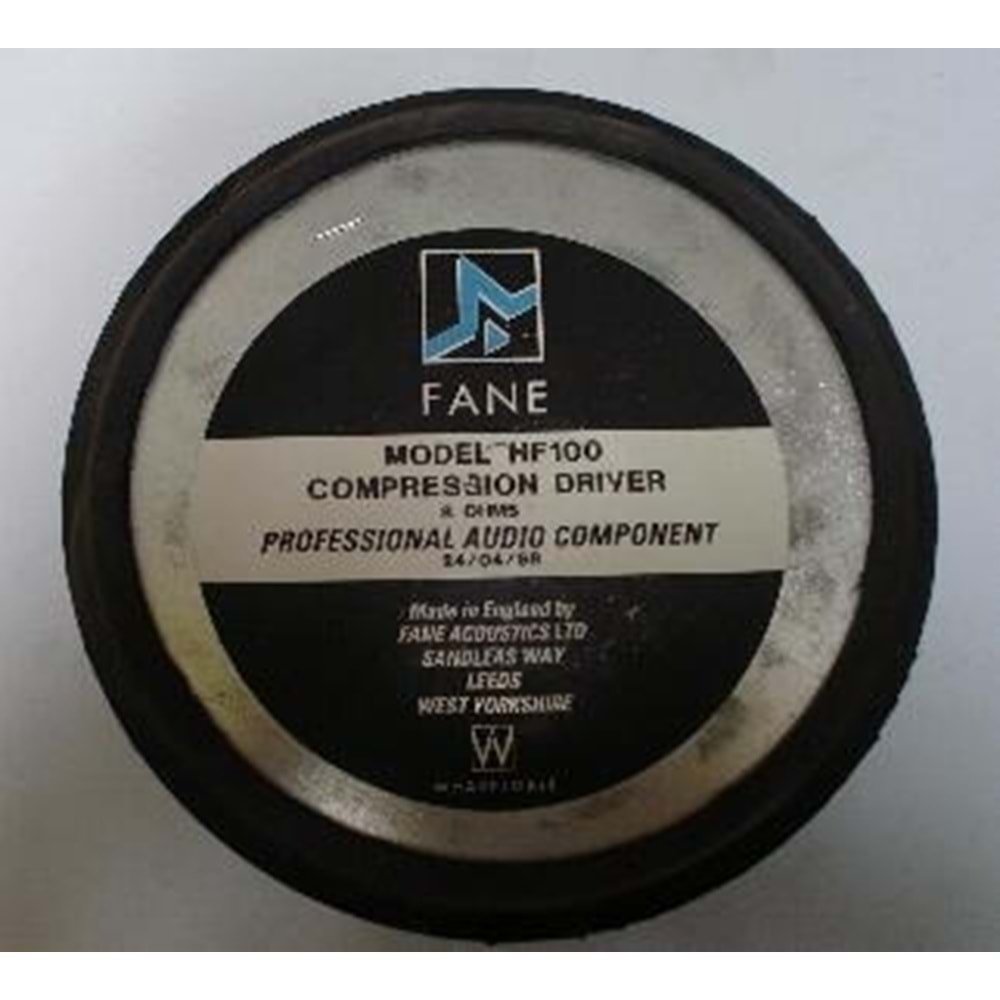 FANE
MODEL HF100
COMPRESSION DRIVER
8 OHMS
PROFESSIONAL AUDIO COMPONENT
Made in England by
FANE ACOUSTICS LTD
SANDLEAS WAY
LEEDS
WEST YORKSHIRE
W
WHARFEDALE